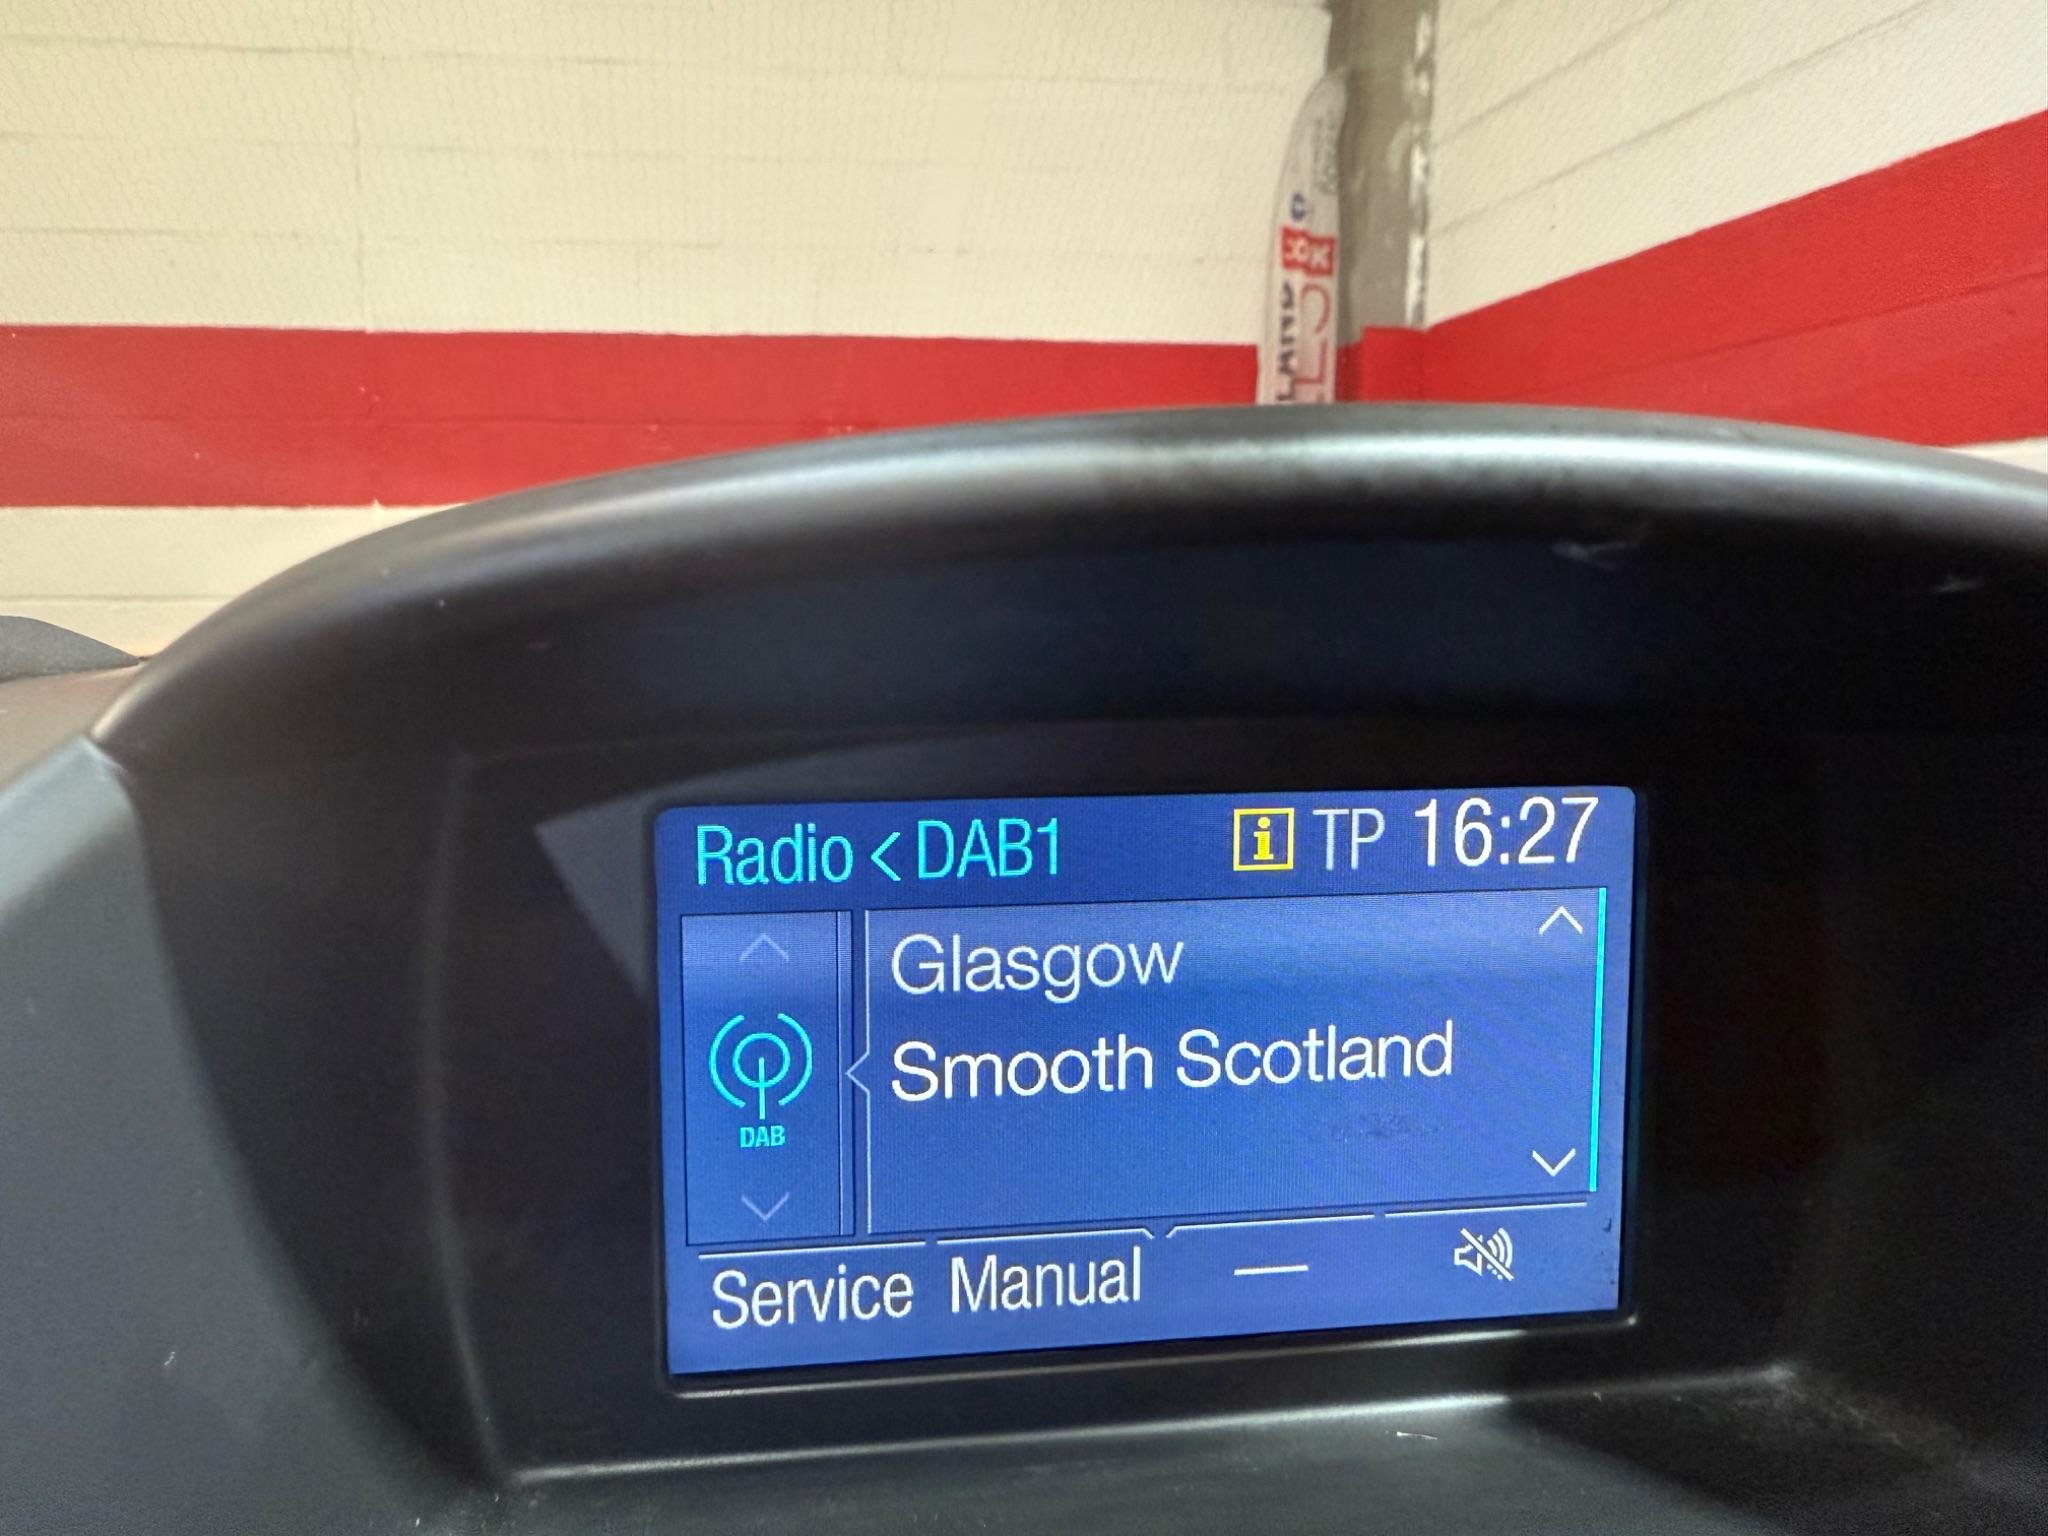 Radio < DAB1
i TP 16:27
Glasgow
Smooth Scotland
DAB
Service Manual